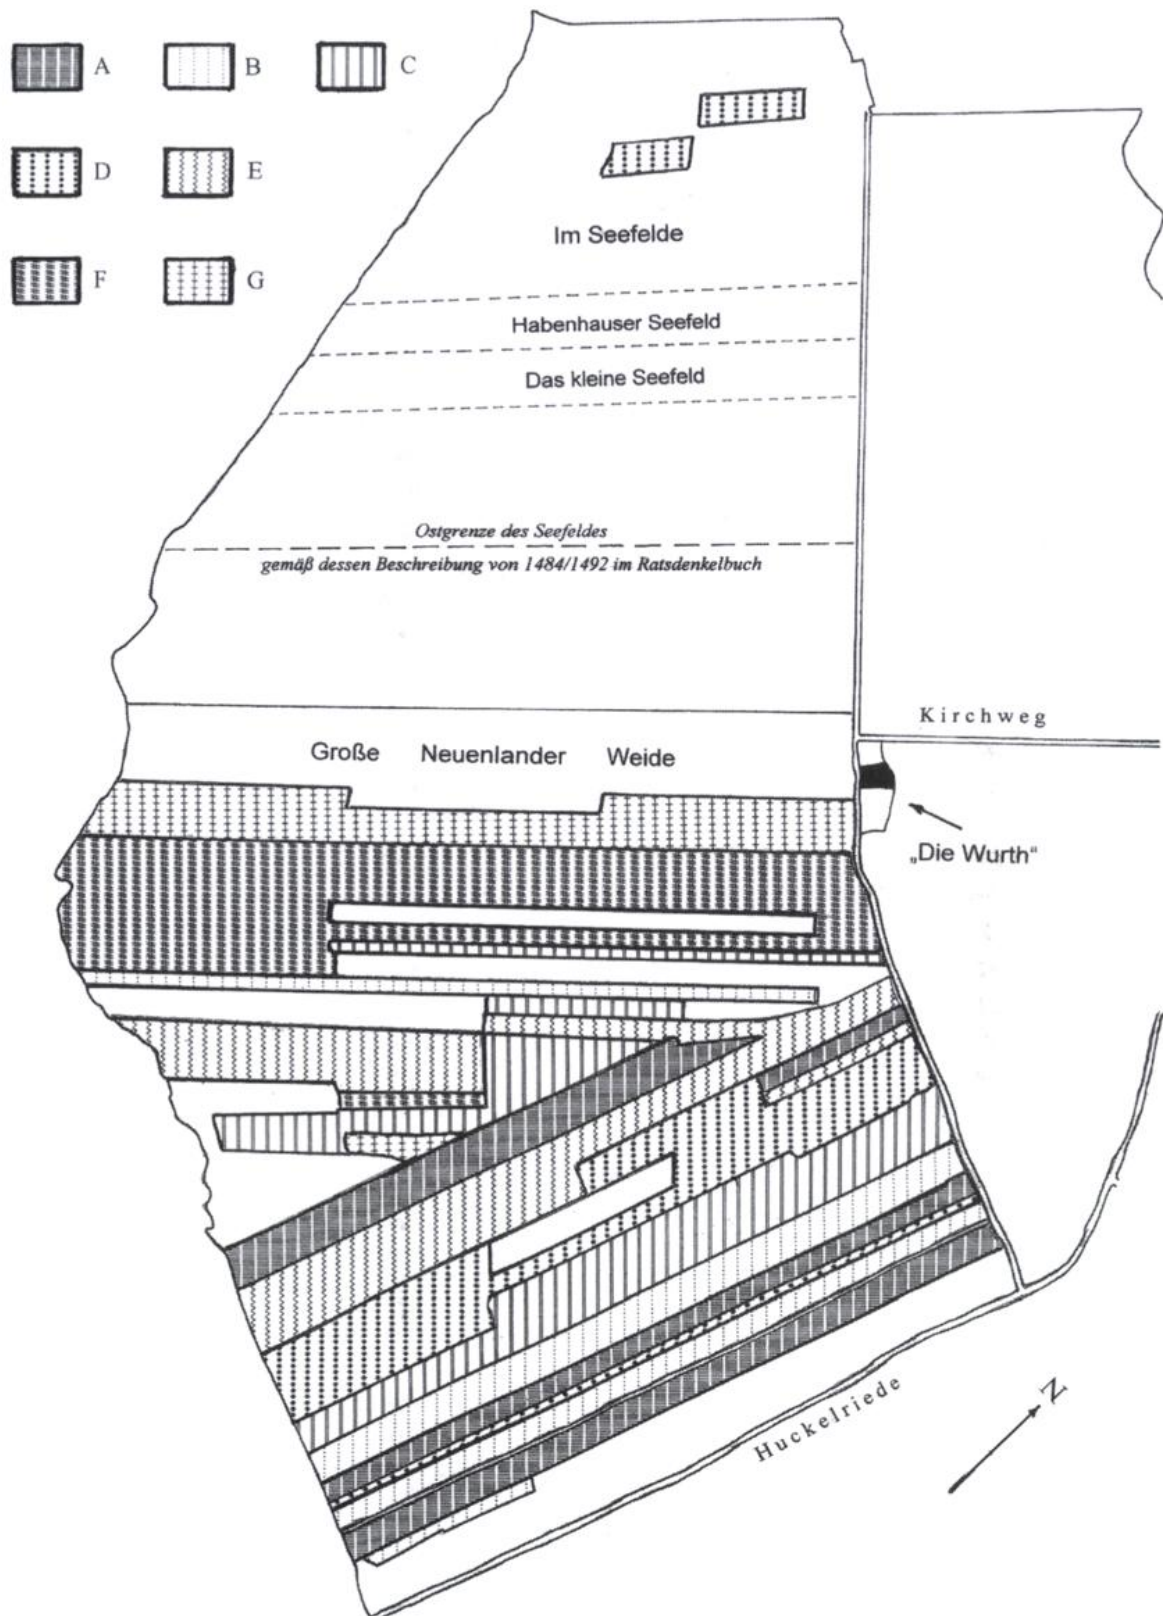 A B C
D E
F G
Im Seefelde
Habenhauser Seefeld
Das kleine Seefeld
Ostgrenze des Seefeldes
gemäß dessen Beschreibung von 1484/1492 im Ratsdenkelbuch
Kirchweg
Große Neuenlander Weide
„Die Wurth“
Huckelriede
N